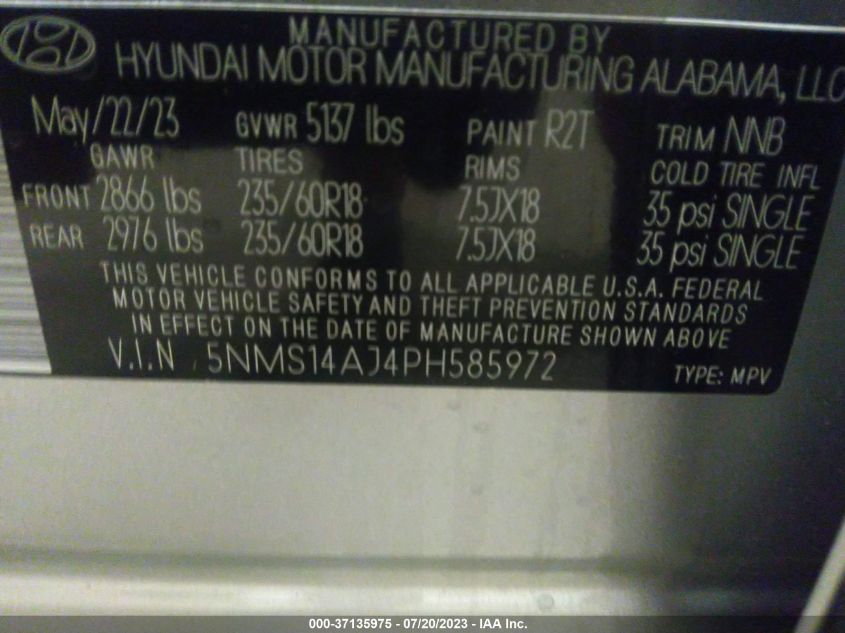 MANUFACTURED BY
HYUNDAI MOTOR MANUFACTURING ALABAMA, LLC
May/22/23 GVWR 5137 lbs PAINT R2T TRIM NNB
GAWR TIRES RIMS COLD TIRE INFL
FRONT 2866 lbs 235/60R18 7.5JX18 35 psi SINGLE
REAR 2976 lbs 235/60R18 7.5JX18 35 psi SINGLE
THIS VEHICLE CONFORMS TO ALL APPLICABLE U.S.A. FEDERAL
MOTOR VEHICLE SAFETY AND THEFT PREVENTION STANDARDS
IN EFFECT ON THE DATE OF MANUFACTURE SHOWN ABOVE
V.I.N 5NMS14AJ4PH585972 TYPE: MPV
000-37135975 - 07/20/2023 - IAA Inc.